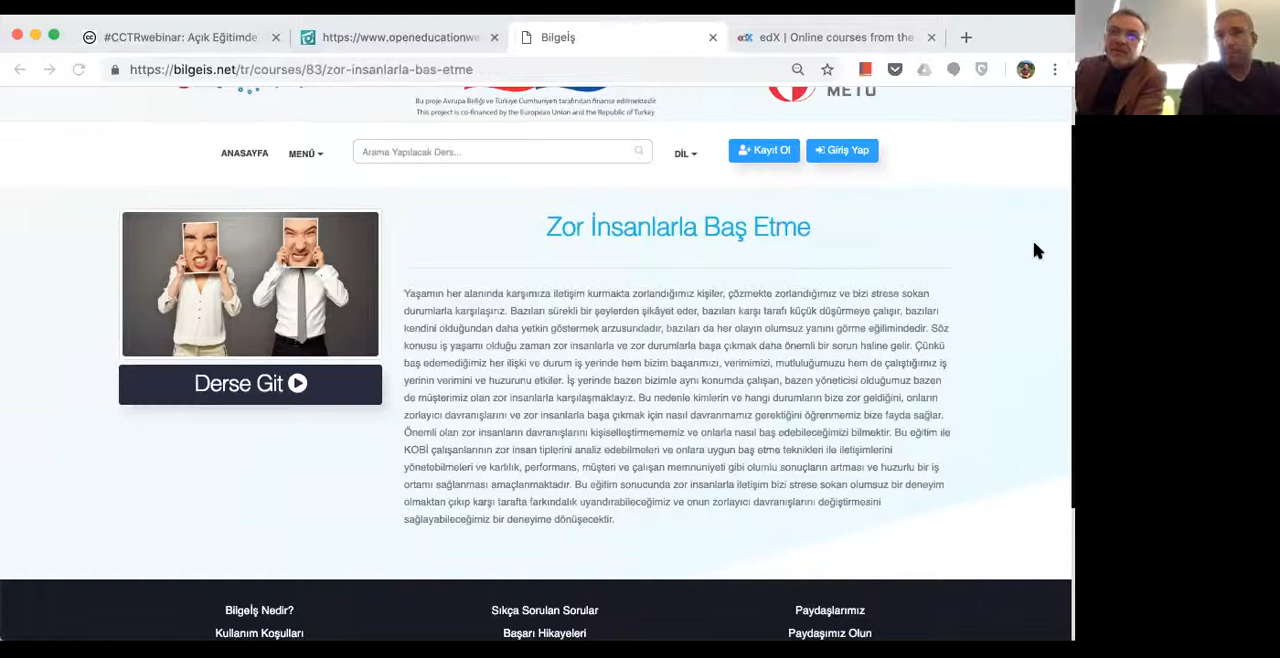 #CCTRwebinar: Açık Eğitimde
https://www.openeducationwe
Bilgeİş
edX | Online courses from the
https://bilgeis.net/tr/courses/83/zor-insanlarla-bas-etme
Bu proje Avrupa Birliği ve Türkiye Cumhuriyeti tarafından finanse edilmektedir
This project is co-financed by the European Union and the Republic of Turkey
METU
ANASAYFA
MENÜ
Arama Yapılacak Ders...
DİL
Kayıt Ol
Giriş Yap
Zor İnsanlarla Baş Etme
Derse Git
Yaşamın her alanında karşımıza iletişim kurmakta zorlandığımız kişiler, çözmekte zorlandığımız ve bizi strese sokan
durumlarla karşılaşırız. Bazıları sürekli bir şeylerden şikâyet eder, bazıları karşı tarafı küçük düşürmeye çalışır, bazıları
kendini olduğundan daha yetkin göstermek arzusundadır, bazıları da her olayın olumsuz yanını görme eğilimindedir. Söz
konusu iş yaşamı olduğu zaman zor insanlarla ve zor durumlarla başa çıkmak daha önemli bir sorun haline gelir. Çünkü
baş edemediğimiz her ilişki ve durum iş yerinde hem bizim başarımızı, verimimizi, mutluluğumuzu hem de çalıştığımız iş
yerinin verimini ve huzurunu etkiler. İş yerinde bazen bizimle aynı konumda çalışan, bazen yöneticisi olduğumuz bazen
de müşterimiz olan zor insanlarla karşılaşmaktayız. Bu nedenle kimlerin ve hangi durumların bize zor geldiğini, onların
zorlayıcı davranışlarını ve zor insanlarla başa çıkmak için nasıl davranmamız gerektiğini öğrenmemiz bize fayda sağlar.
Önemli olan zor insanların davranışlarını kişiselleştirmememiz ve onlarla nasıl baş edebileceğimizi bilmektir. Bu eğitim ile
KOBİ çalışanlarının zor insan tiplerini analiz edebilmeleri ve onlara uygun baş etme teknikleri ile iletişimlerini
yönetebilmeleri ve karlılık, performans, müşteri ve çalışan memnuniyeti gibi olumlu sonuçların artması ve huzurlu bir iş
ortamı sağlanması amaçlanmaktadır. Bu eğitim sonucunda zor insanlarla iletişim bizi strese sokan olumsuz bir deneyim
olmaktan çıkıp karşı tarafta farkındalık uyandırabileceğimiz ve onun zorlayıcı davranışlarını değiştirmesini
sağlayabileceğimiz bir deneyime dönüşecektir.
Bilgeİş Nedir?
Sıkça Sorulan Sorular
Paydaşlarımız
Kullanım Koşulları
Başarı Hikayeleri
Paydaşımız Olun